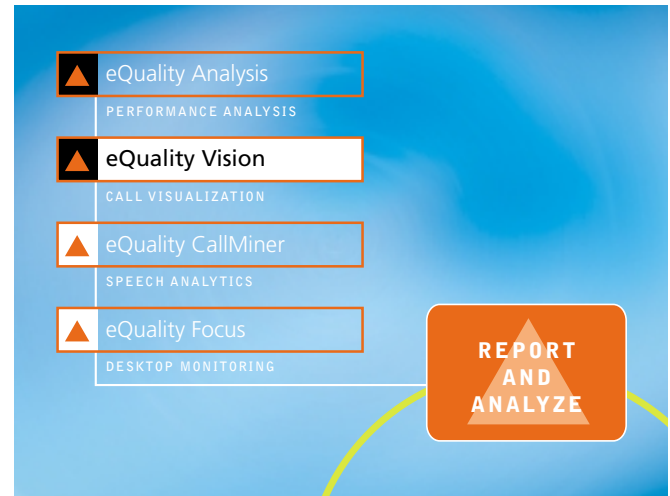 eQuality Analysis
PERFORMANCE ANALYSIS
eQuality Vision
CALL VISUALIZATION
eQuality CallMiner
SPEECH ANALYTICS
eQuality Focus
DESKTOP MONITORING
REPORT
AND
ANALYZE